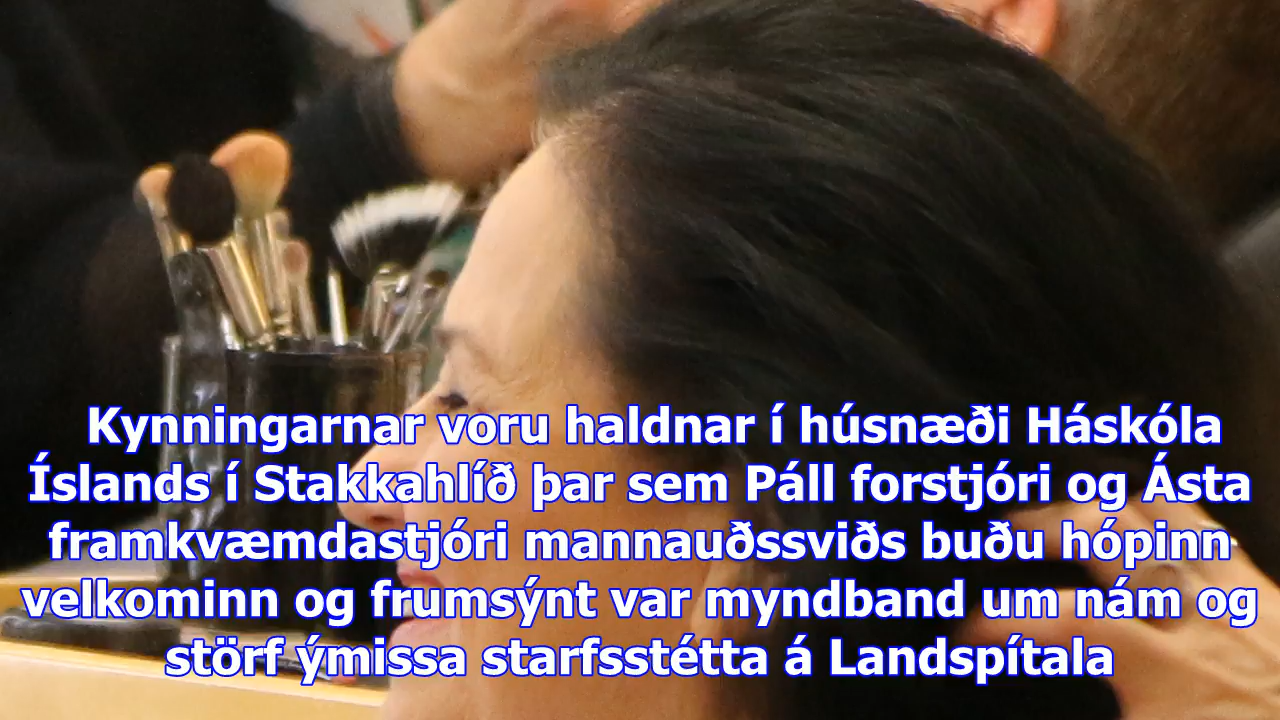 Kynningarnar voru haldnar í húsnæði Háskóla
Íslands í Stakkahlíð þar sem Páll forstjóri og Ásta
framkvæmdastjóri mannauðssviðs buðu hópinn
velkominn og frumsýnt var myndband um nám og
störf ýmissa starfsstétta á Landspítala